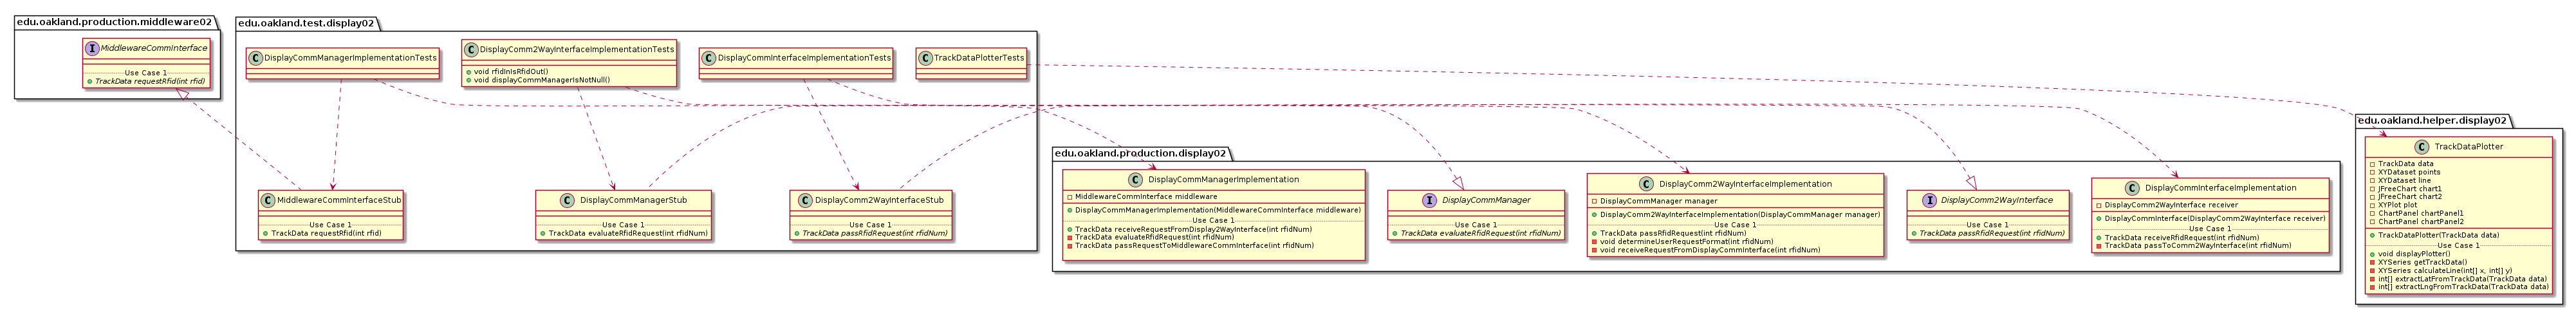 edu.oakland.production.middleware02
I MiddlewareCommInterface
Use Case 1
TrackData requestRfid(int rfid)
edu.oakland.test.display02
C DisplayCommManagerImplementationTests
C DisplayComm2WayInterfaceImplementationTests
void rfidInIsRfidOut()
void displayCommManagerIsNotNull()
C DisplayCommInterfaceImplementationTests
C TrackDataPlotterTests
C MiddlewareCommInterfaceStub
Use Case 1
TrackData requestRfid(int rfid)
C DisplayCommManagerStub
Use Case 1
TrackData evaluateRfidRequest(int rfidNum)
C DisplayComm2WayInterfaceStub
Use Case 1
TrackData passRfidRequest(int rfidNum)
edu.oakland.production.display02
C DisplayCommManagerImplementation
MiddlewareCommInterface middleware
DisplayCommManagerImplementation(MiddlewareCommInterface middleware)
Use Case 1
TrackData receiveRequestFromDisplay2WayInterface(int rfidNum)
TrackData evaluateRfidRequest(int rfidNum)
TrackData passRequestToMiddlewareCommInterface(int rfidNum)
I DisplayCommManager
Use Case 1
TrackData evaluateRfidRequest(int rfidNum)
C DisplayComm2WayInterfaceImplementation
DisplayCommManager manager
DisplayComm2WayInterfaceImplementation(DisplayCommManager manager)
Use Case 1
TrackData passRfidRequest(int rfidNum)
void determineUserRequestFormat(int rfidNum)
void receiveRequestFromDisplayCommInterface(int rfidNum)
I DisplayComm2WayInterface
Use Case 1
TrackData passRfidRequest(int rfidNum)
C DisplayCommInterfaceImplementation
DisplayComm2WayInterface receiver
DisplayCommInterface(DisplayComm2WayInterface receiver)
Use Case 1
TrackData receiveRfidRequest(int rfidNum)
TrackData passToComm2WayInterface(int rfidNum)
edu.oakland.helper.display02
C TrackDataPlotter
TrackData data
XYDataset points
XYDataset line
JFreeChart chart1
JFreeChart chart2
XYPlot plot
ChartPanel chartPanel1
ChartPanel chartPanel2
TrackDataPlotter(TrackData data)
Use Case 1
void displayPlotter()
XYSeries getTrackData()
XYSeries calculateLine(int[] x, int[] y)
int[] extractLatFromTrackData(TrackData data)
int[] extractLngFromTrackData(TrackData data)